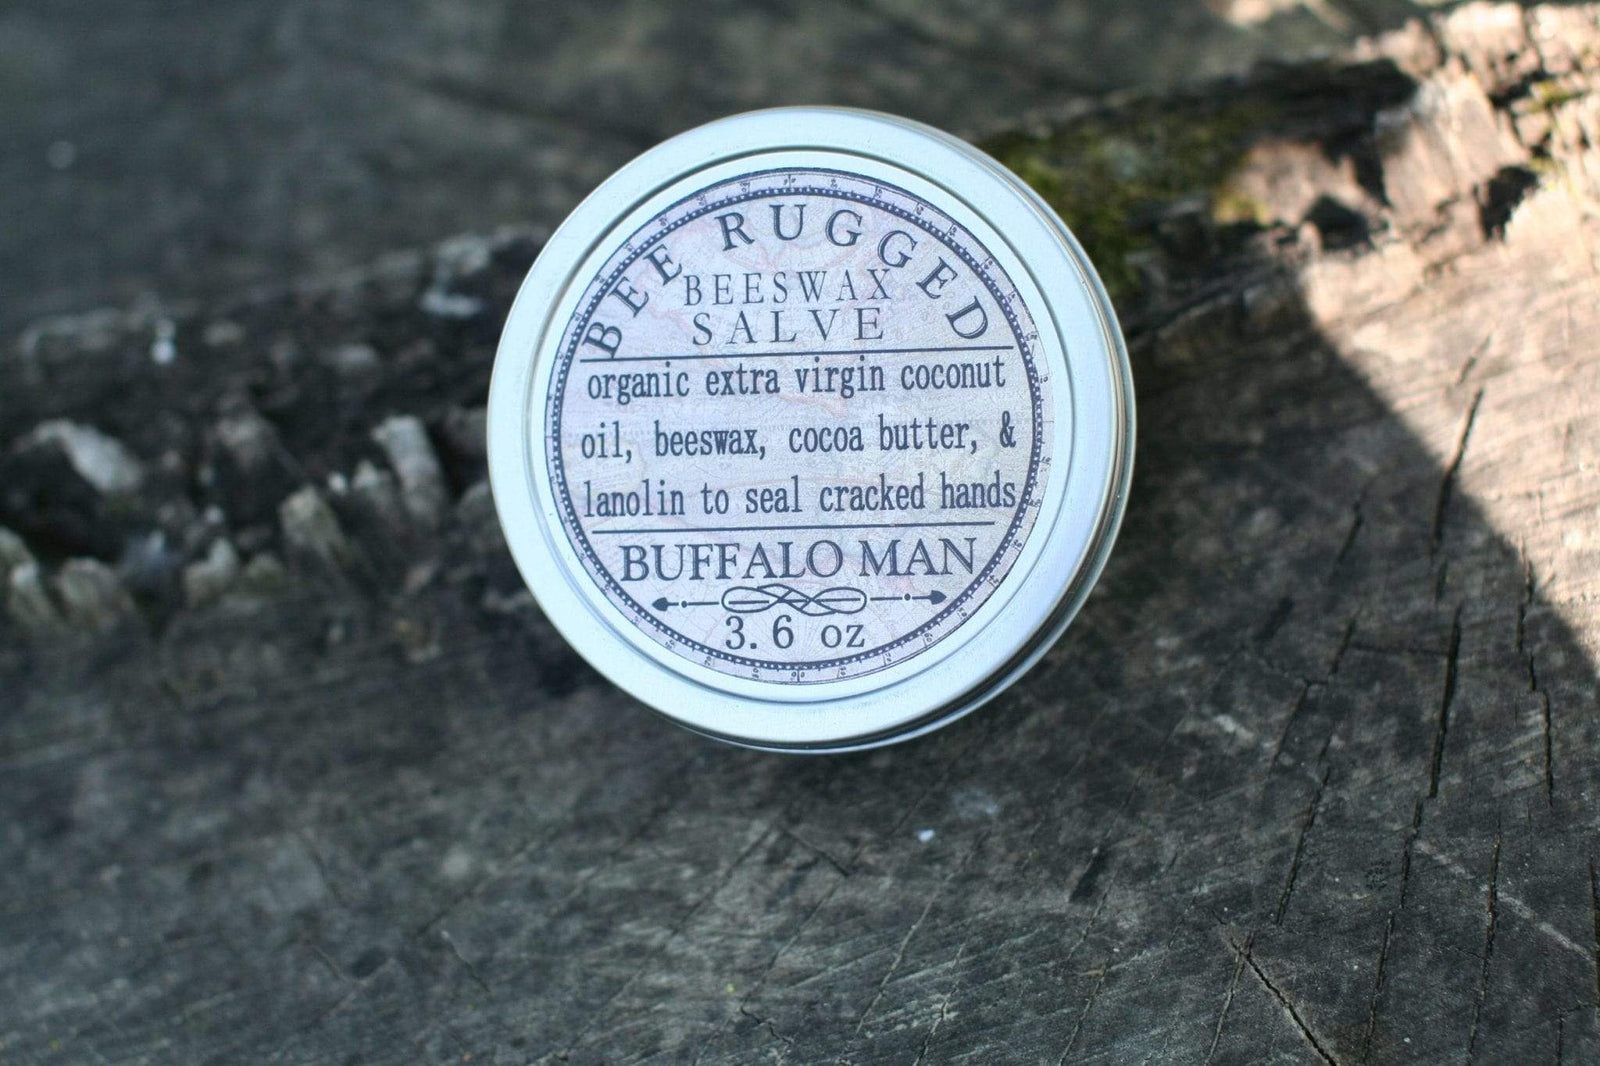 BEE RUGGED
BEESWAX
SALVE
organic extra virgin coconut
oil, beeswax, cocoa butter, &
lanolin to seal cracked hands
BUFFALO MAN
3.6 oz